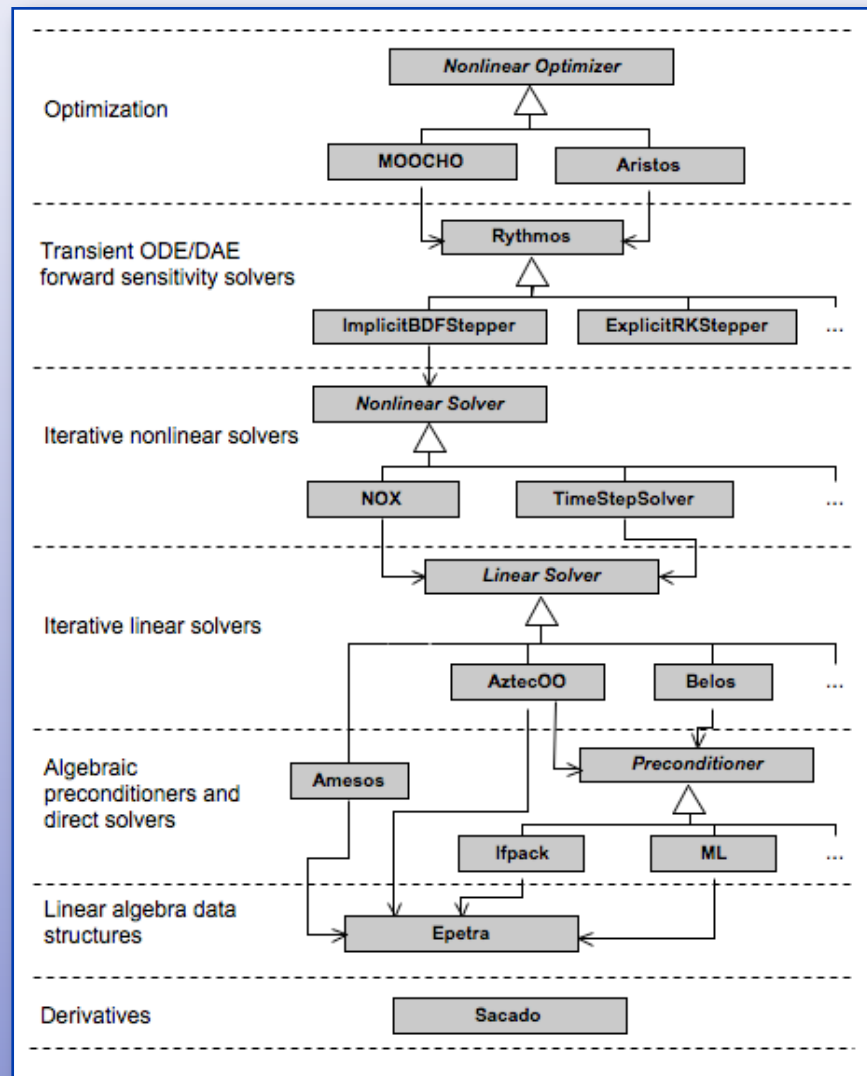 Nonlinear Optimizer
Optimization
MOOCHO
Aristos
Rythmos
Transient ODE/DAE
forward sensitivity solvers
ImplicitBDFStepper
ExplicitRKStepper
...
Nonlinear Solver
Iterative nonlinear solvers
NOX
TimeStepSolver
...
Linear Solver
Iterative linear solvers
AztecOO
Belos
...
Algebraic
preconditioners and
direct solvers
Preconditioner
Amesos
Ifpack
ML
...
Linear algebra data
structures
Epetra
Derivatives
Sacado